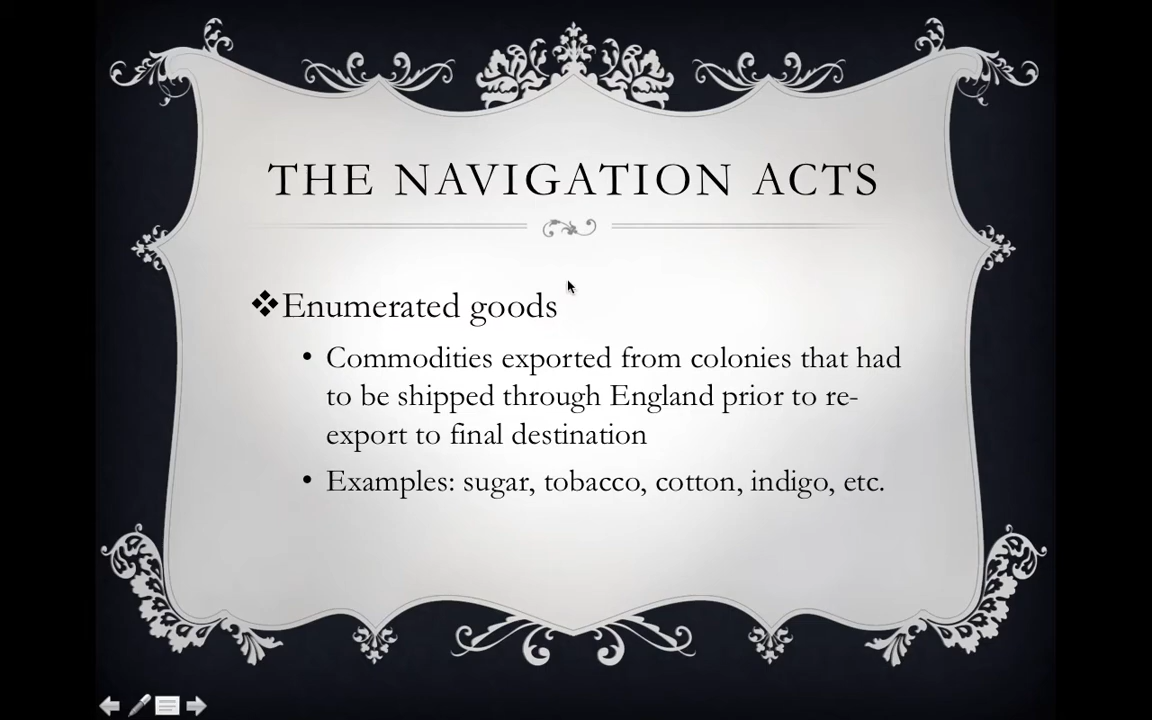 THE NAVIGATION ACTS
❖Enumerated goods
• Commodities exported from colonies that had
to be shipped through England prior to re-
export to final destination
• Examples: sugar, tobacco, cotton, indigo, etc.